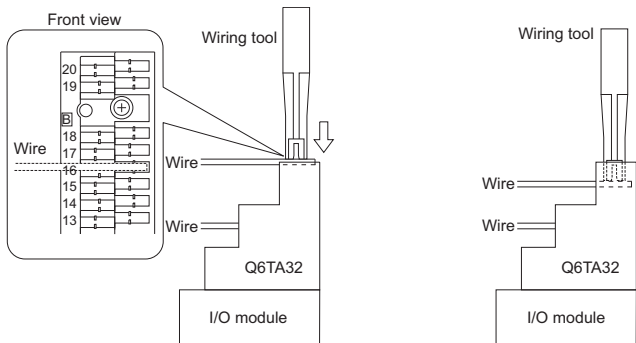 Front view
20
19
B
18
17
Wire
16
15
14
13
Wiring tool
Wire
Wire
Q6TA32
I/O module
Wiring tool
Wire
Wire
Q6TA32
I/O module